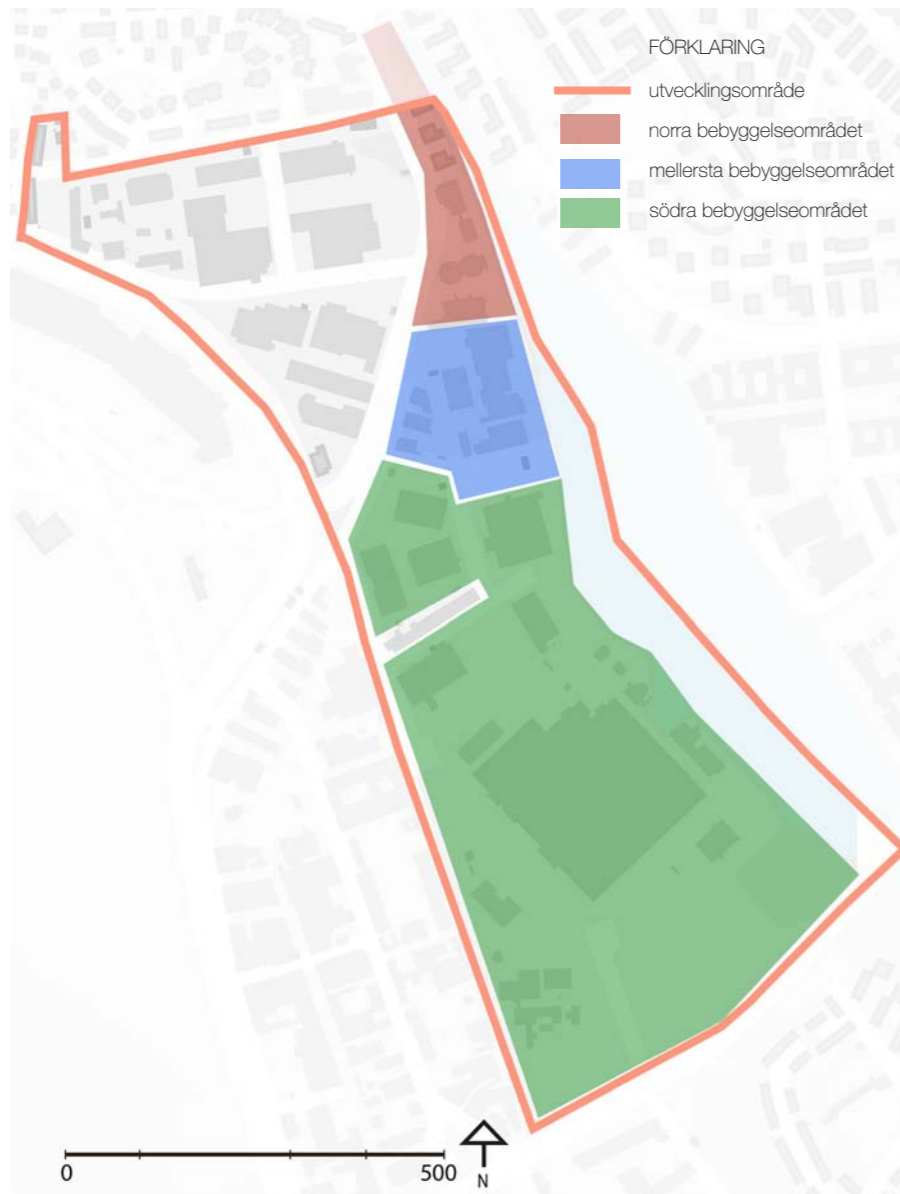 FÖRKLARING
utvecklingsområde
norra bebyggelseområdet
mellersta bebyggelseområdet
södra bebyggelseområdet
0
500
N